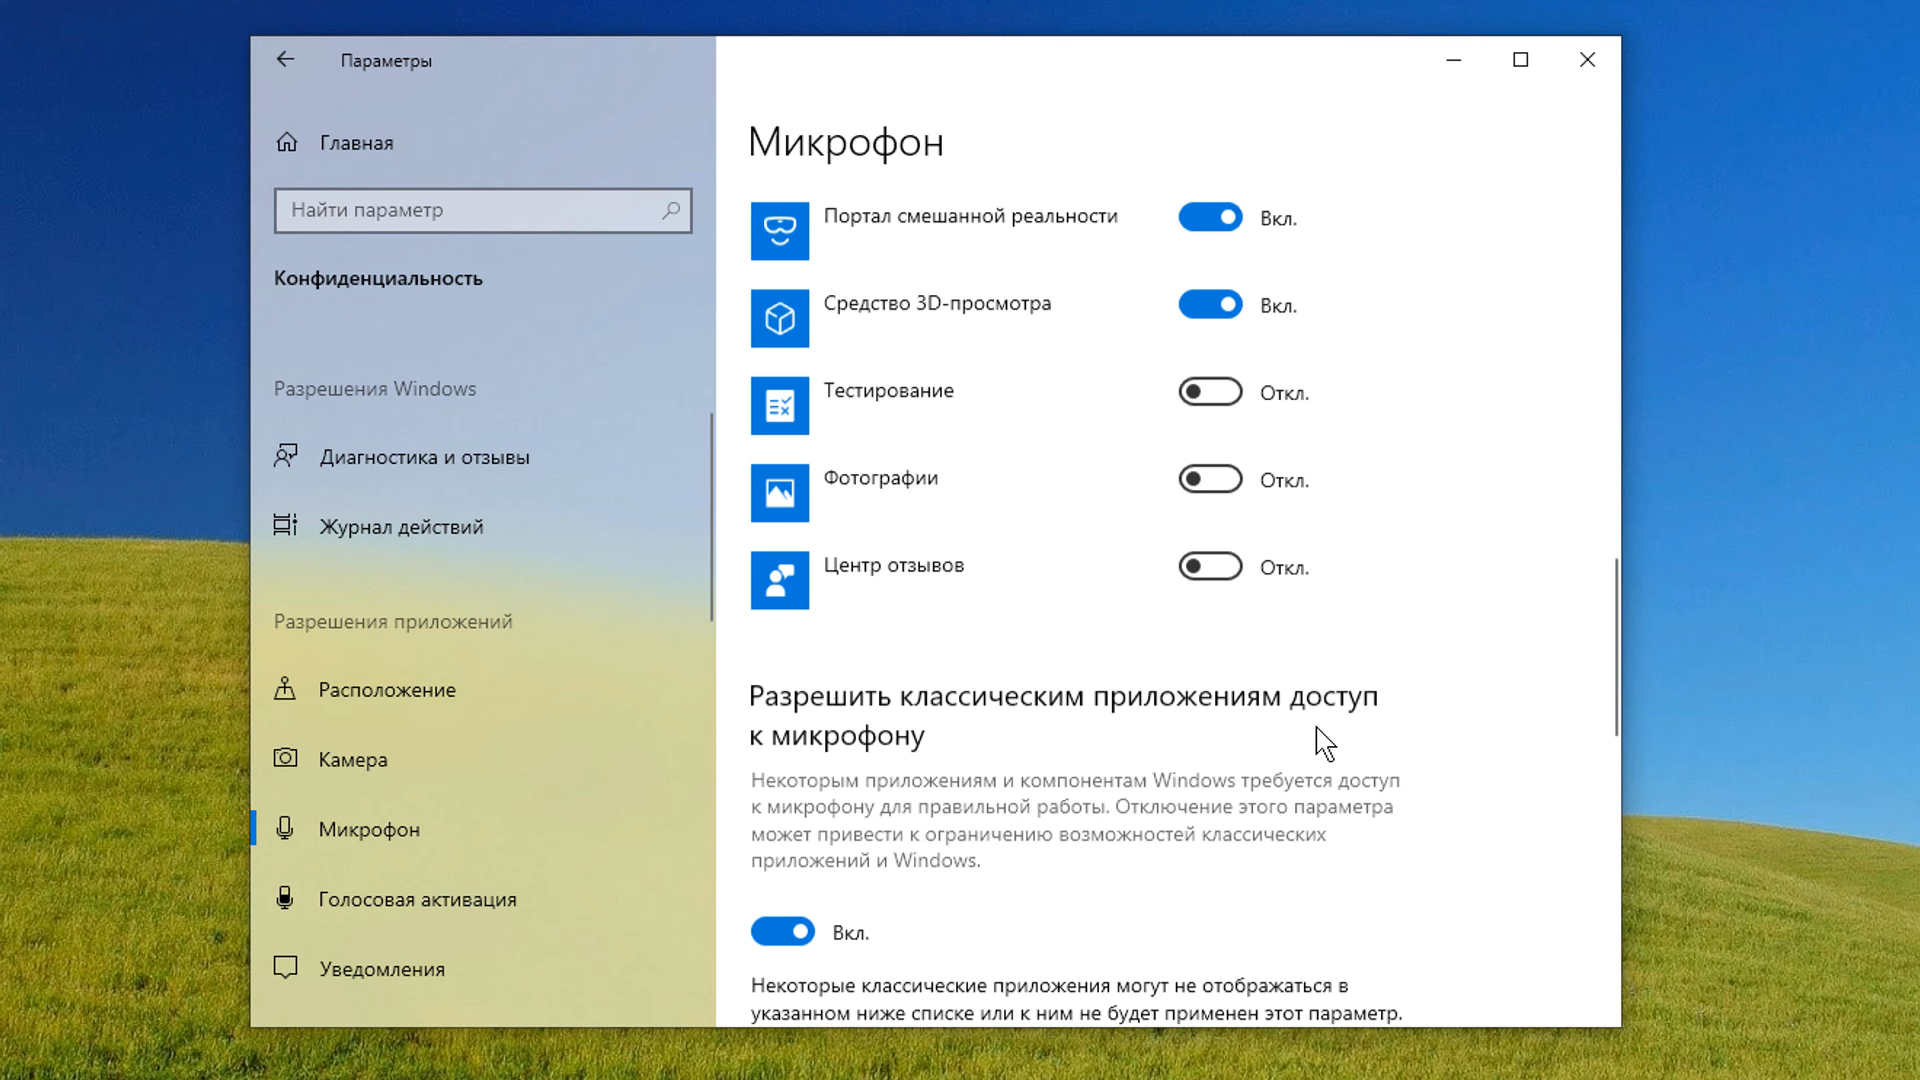 Параметры
Главная
Найти параметр
Конфиденциальность
Разрешения Windows
Диагностика и отзывы
Журнал действий
Разрешения приложений
Расположение
Камера
Микрофон
Голосовая активация
Уведомления
Микрофон
Портал смешанной реальности Вкл.
Средство 3D-просмотра Вкл.
Тестирование Откл.
Фотографии Откл.
Центр отзывов Откл.
Разрешить классическим приложениям доступ
к микрофону
Некоторым приложениям и компонентам Windows требуется доступ
к микрофону для правильной работы. Отключение этого параметра
может привести к ограничению возможностей классических
приложений и Windows.
Вкл.
Некоторые классические приложения могут не отображаться в
указанном ниже списке или к ним не будет применен этот параметр.